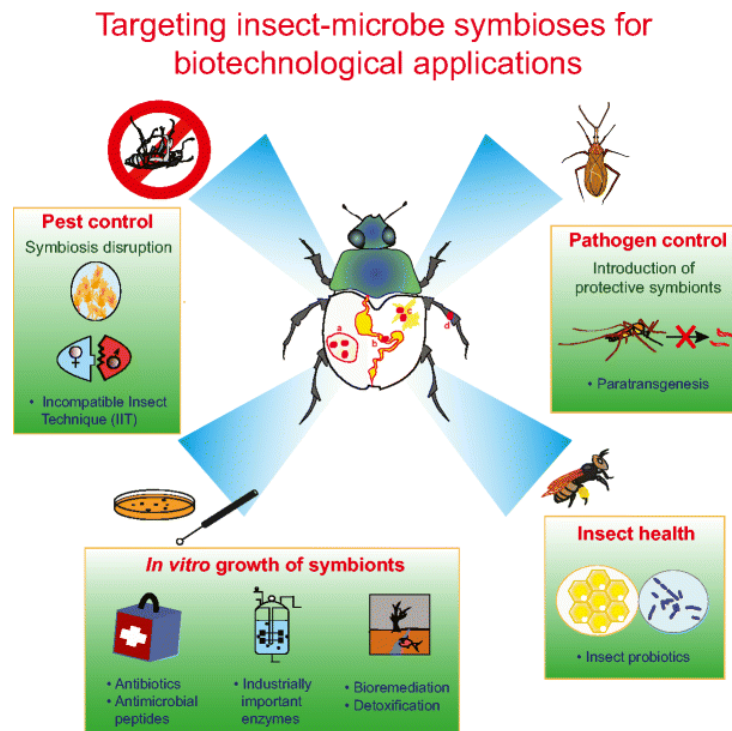 Targeting insect-microbe symbioses for
biotechnological applications
Pest control
Symbiosis disruption
• Incompatible Insect
Technique (IIT)
Pathogen control
Introduction of
protective symbionts
• Paratransgenesis
a
b
c
d
In vitro growth of symbionts
• Antibiotics
• Antimicrobial
peptides
• Industrially
important
enzymes
• Bioremediation
• Detoxification
Insect health
• Insect probiotics